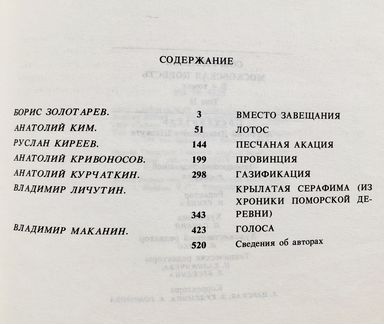 СОДЕРЖАНИЕ
БОРИС ЗОЛОТАРЕВ. 3 ВМЕСТО ЗАВЕЩАНИЯ
АНАТОЛИЙ КИМ. 51 ЛОТОС
РУСЛАН КИРЕЕВ. 144 ПЕСЧАНАЯ АКАЦИЯ
АНАТОЛИЙ КРИВОНОСОВ. 199 ПРОВИНЦИЯ
АНАТОЛИЙ КУРЧАТКИН. 298 ГАЗИФИКАЦИЯ
ВЛАДИМИР ЛИЧУТИН. КРЫЛАТАЯ СЕРАФИМА (ИЗ
ХРОНИКИ ПОМОРСКОЙ ДЕ-
343 РЕВНИ)
ВЛАДИМИР МАКАНИН. 423 ГОЛОСА
520 Сведения об авторах